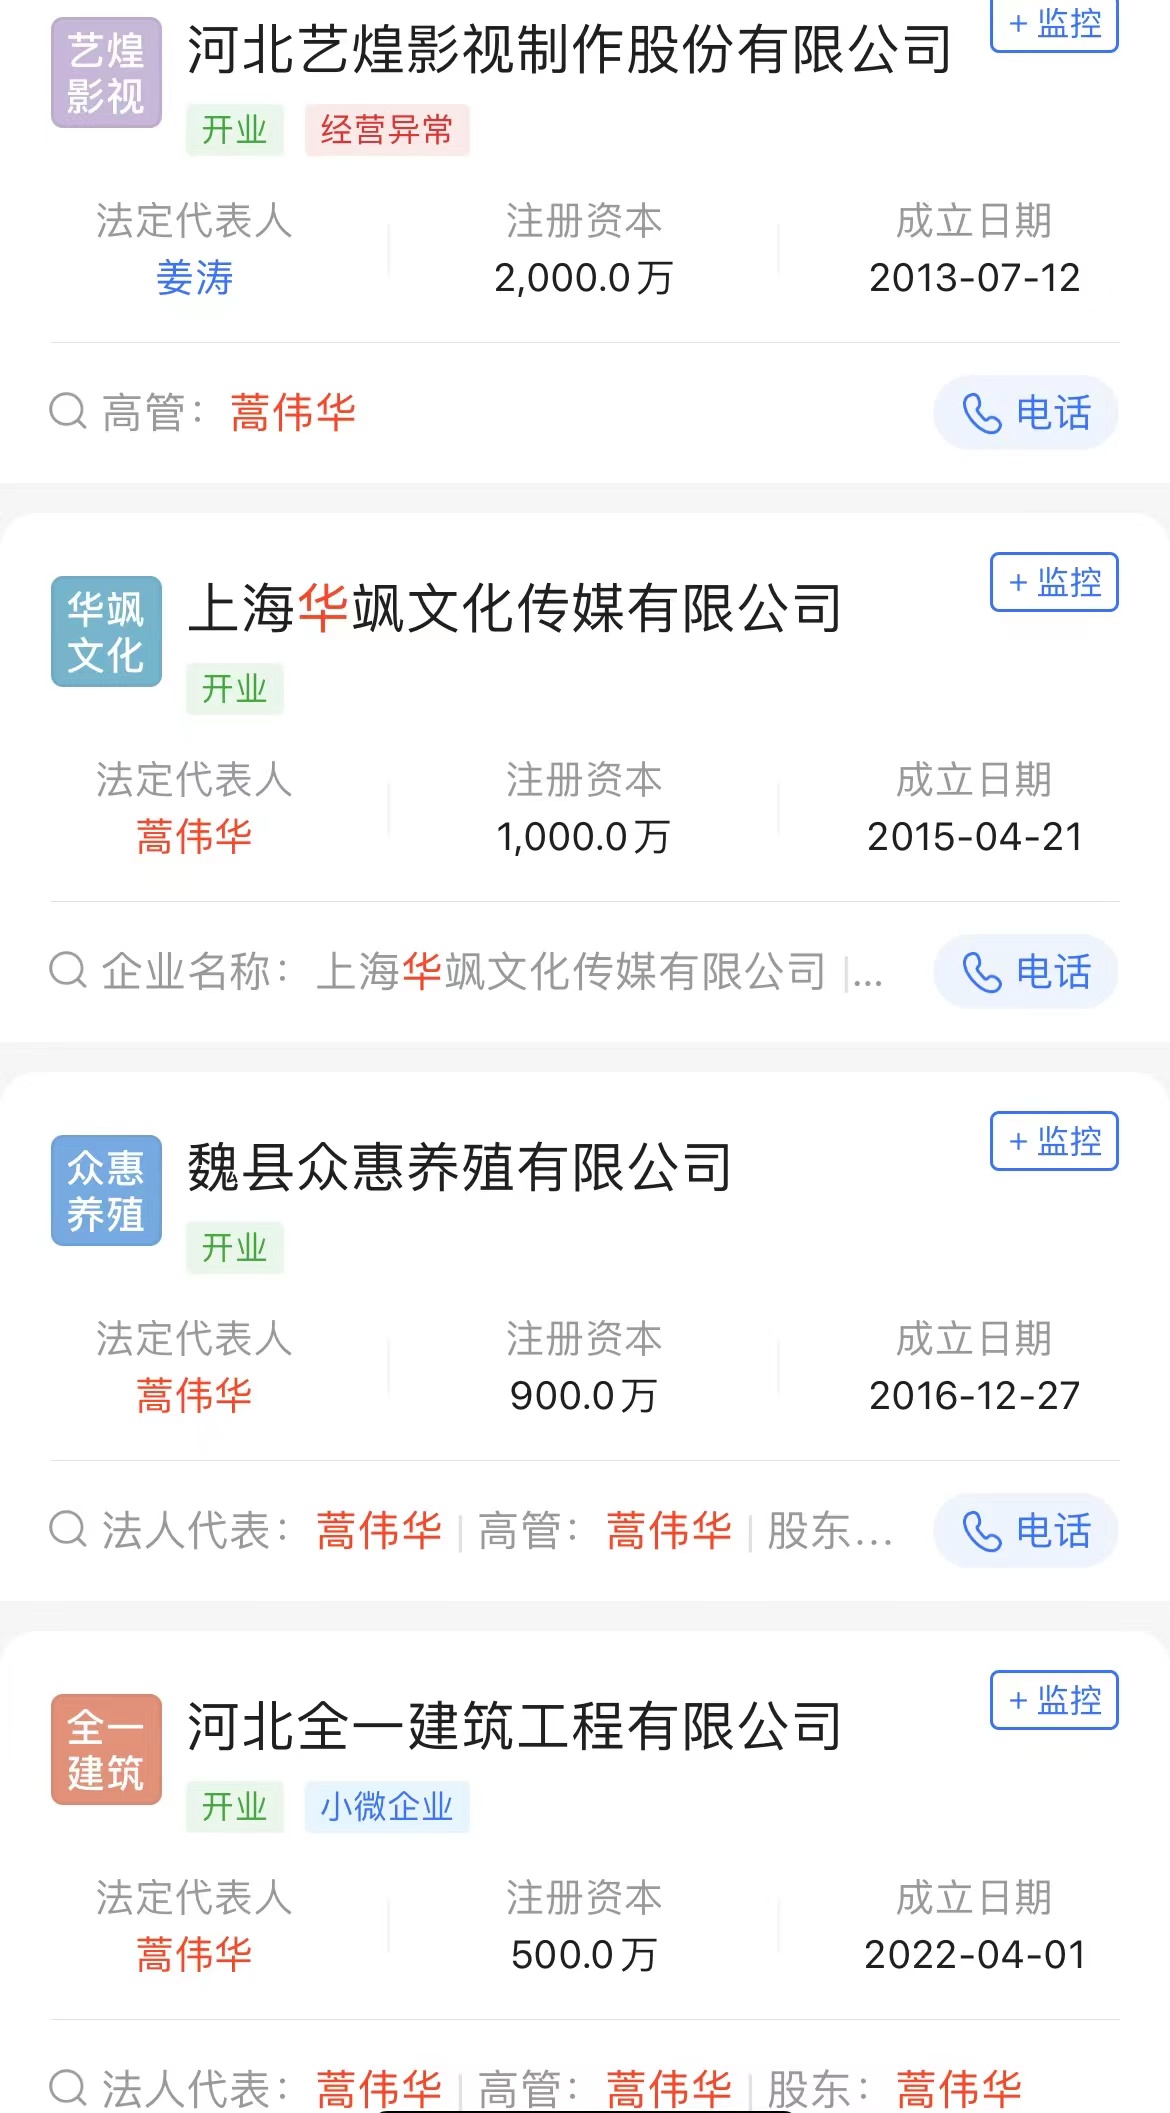 艺煌
影视
河北艺煌影视制作股份有限公司
+ 监控
开业 经营异常
法定代表人 注册资本 成立日期
姜涛 2,000.0万 2013-07-12
高管： 蒿伟华 电话
华飒
文化
上海华飒文化传媒有限公司
+ 监控
开业
法定代表人 注册资本 成立日期
蒿伟华 1,000.0万 2015-04-21
企业名称： 上海华飒文化传媒有限公司 |... 电话
众惠
养殖
魏县众惠养殖有限公司
+ 监控
开业
法定代表人 注册资本 成立日期
蒿伟华 900.0万 2016-12-27
法人代表： 蒿伟华 | 高管： 蒿伟华 | 股东... 电话
全一
建筑
河北全一建筑工程有限公司
+ 监控
开业 小微企业
法定代表人 注册资本 成立日期
蒿伟华 500.0万 2022-04-01
法人代表： 蒿伟华 | 高管： 蒿伟华 | 股东： 蒿伟华